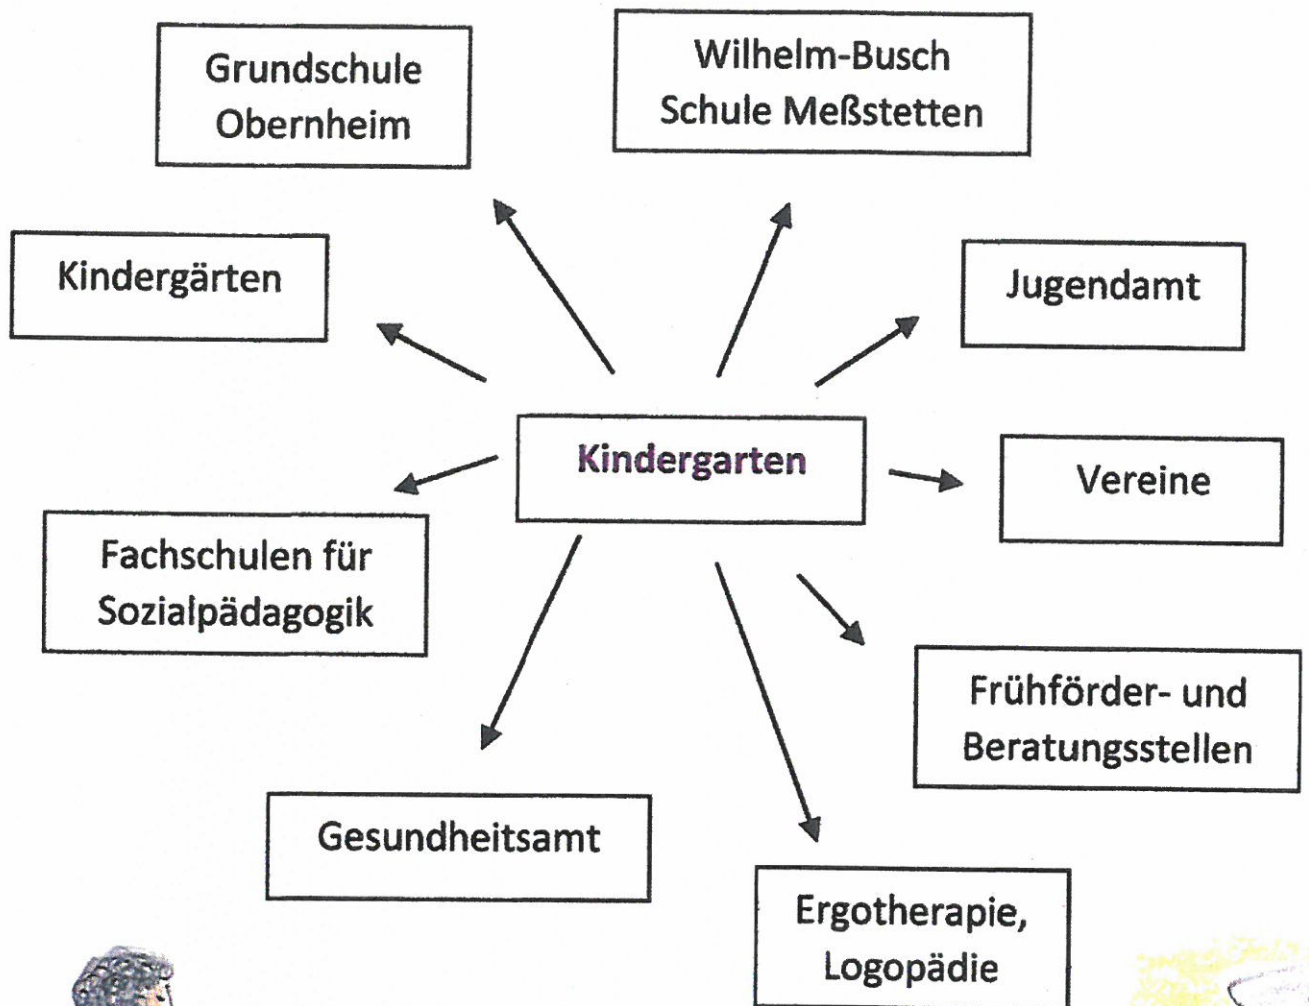 Grundschule
Obernheim
Wilhelm-Busch
Schule Meßstetten
Kindergärten
Jugendamt
Kindergarten
Vereine
Fachschulen für
Sozialpädagogik
Frühförder- und
Beratungsstellen
Gesundheitsamt
Ergotherapie,
Logopädie